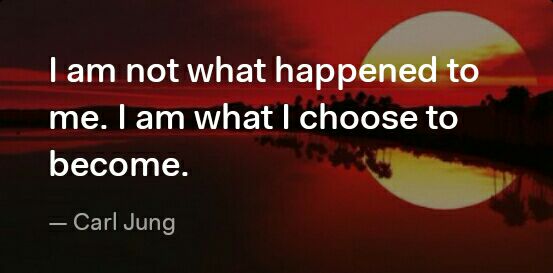 I am not what happened to
me. I am what I choose to
become.
— Carl Jung